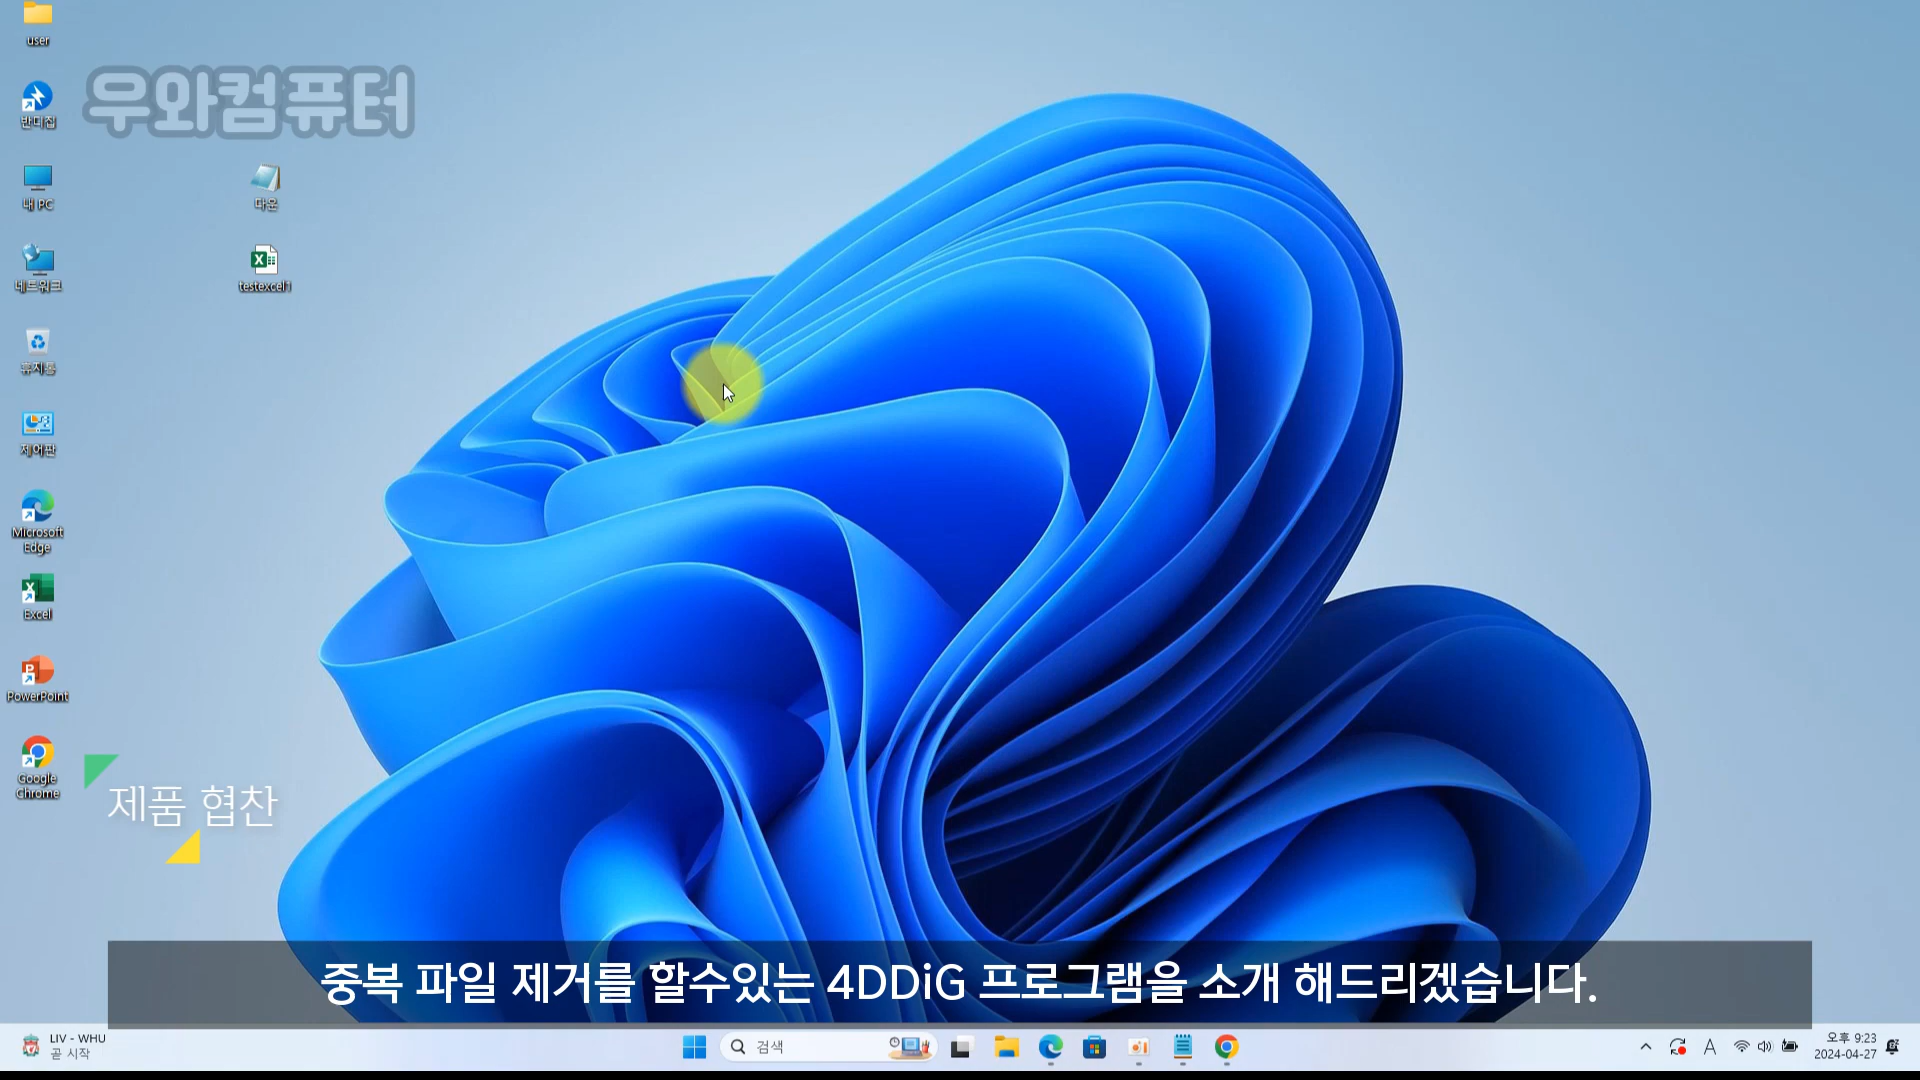 user
우와컴퓨터
반디집
내 PC
다운
네트워크
testexcel1
휴지통
제어판
Microsoft
Edge
Excel
PowerPoint
Google
Chrome
제품 협찬
중복 파일 제거를 할수있는 4DDiG 프로그램을 소개 해드리겠습니다.
LIV - WHU
곧 시작
검색
A
오후 9:23
2024-04-27